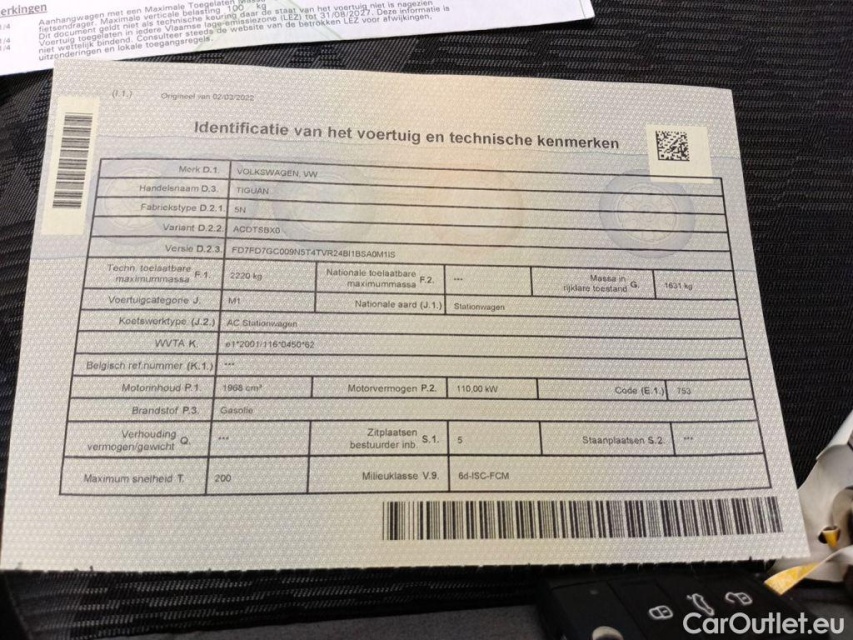 erkingen
1/4 Aanhangwagen met een Maximale Toegelaten
fietsendrager. Maximale verticale belasting 100 kg
1/4 Dit document geldt niet als technische keuring daar de staat van het voertuig niet is nagezien
1/4 Voertuig toegelaten in iedere Vlaamse lage-emissiezone (LEZ) tot 31/08/2027. Deze informatie is
niet wettelijk bindend. Consulteer steeds de website van de betrokken LEZ voor afwijkingen,
uitzonderingen en lokale toegangsregels.
(I.1.) Origineel van 02/02/2022
Identificatie van het voertuig en technische kenmerken
Merk D.1. VOLKSWAGEN, VW
Handelsnaam D.3. TIGUAN
Fabriekstype D.2.1. 5N
Variant D.2.2. ACDTSBX0
Versie D.2.3. FD7FD7GC009N5T4TVR24BI1BSA0M1IS
Techn. toelaatbare maximummassa F.1. 2220 kg Nationale toelaatbare maximummassa F.2. --- Massa in rijklare toestand G. 1631 kg
Voertuigcategorie J. M1 Nationale aard (J.1.) Stationwagen
Koetswerktype (J.2.) AC Stationwagen
WVTA K. e1*2001/116*0450*62
Belgisch ref.nummer (K.1.) ---
Motorinhoud P.1. 1968 cm³ Motorvermogen P.2. 110,00 kW Code (E.1.) 753
Brandstof P.3. Gasolie
Verhouding vermogen/gewicht Q. --- Zitplaatsen bestuurder inb. S.1. 5 Staanplaatsen S.2. ---
Maximum snelheid T. 200 Milieuklasse V.9. 6d-ISC-FCM
CarOutlet.eu